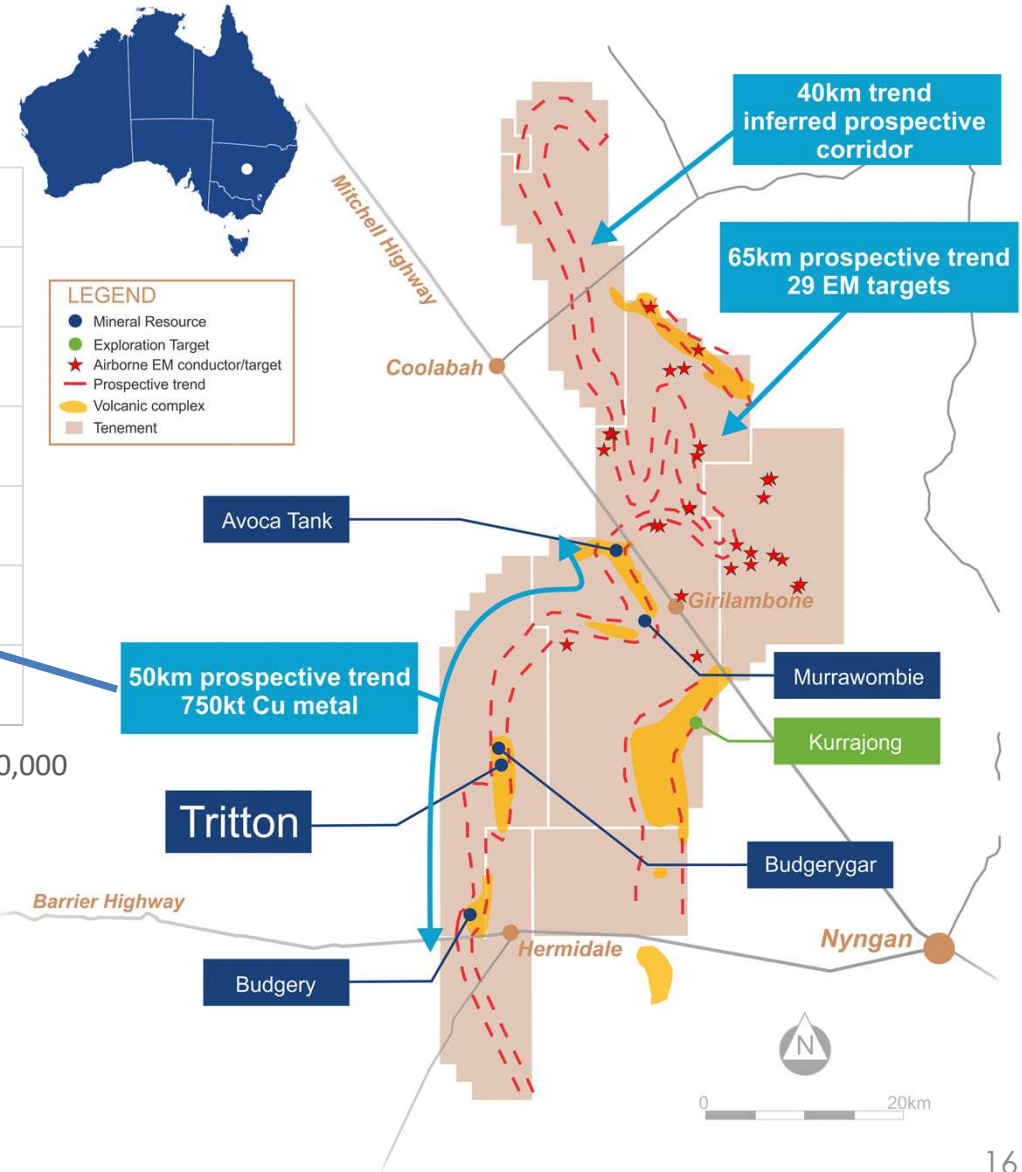 40km trend
inferred prospective
corridor
Mitchell Highway
65km prospective trend
29 EM targets
LEGEND
Mineral Resource
Exploration Target
Airborne EM conductor/target
Prospective trend
Volcanic complex
Tenement
Coolabah
Avoca Tank
Girilambone
50km prospective trend
750kt Cu metal
Murrawombie
Kurrajong
0,000
Tritton
Budgerygar
Barrier Highway
Hermidale
Nyngan
Budgery
N
0 20km
16